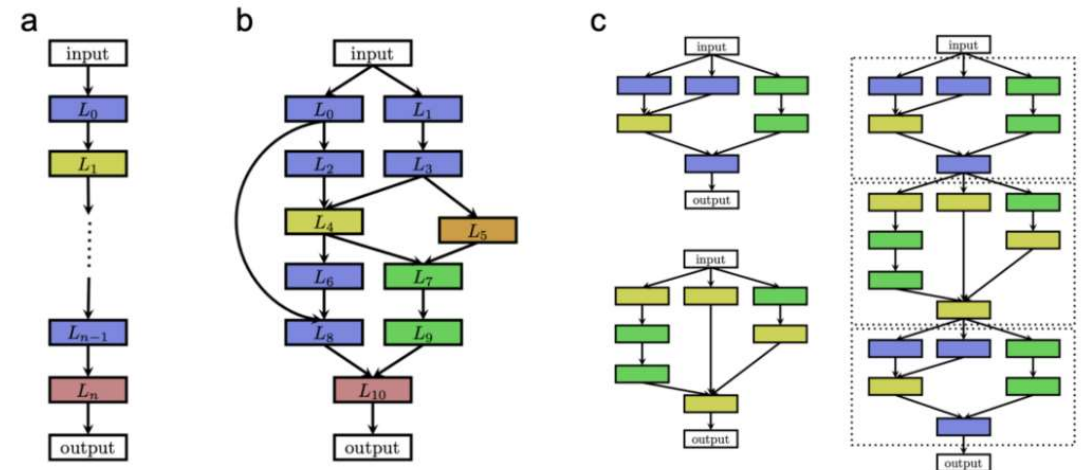 a
input
L₀
L₁
Lₙ₋₁
Lₙ
output
b
input
L₀ L₁
L₂ L₃
L₄
L₅
L₆ L₇
L₈ L₉
L₁₀
output
c
input
output
input
output
input
output